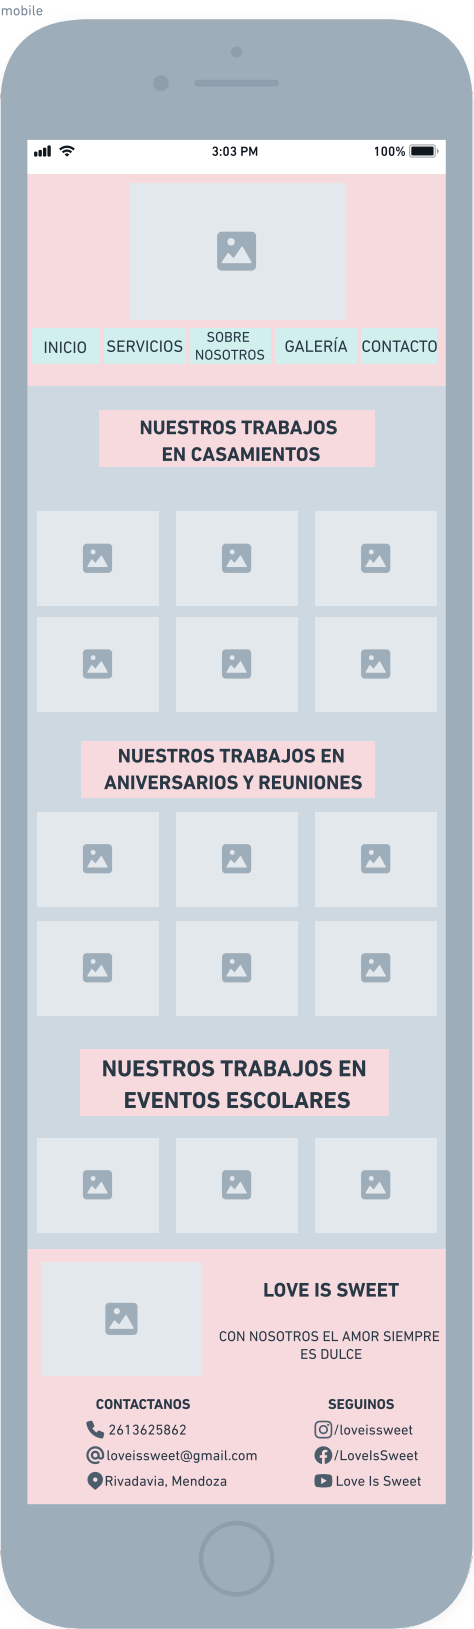 mobile
3:03 PM
100%
INICIO
SERVICIOS
SOBRE
NOSOTROS
GALERÍA
CONTACTO
NUESTROS TRABAJOS
EN CASAMIENTOS
NUESTROS TRABAJOS EN
ANIVERSARIOS Y REUNIONES
NUESTROS TRABAJOS EN
EVENTOS ESCOLARES
LOVE IS SWEET
CON NOSOTROS EL AMOR SIEMPRE
ES DULCE
CONTACTANOS
2613625862
loveissweet@gmail.com
Rivadavia, Mendoza
SEGUINOS
/loveissweet
/LoveIsSweet
Love Is Sweet